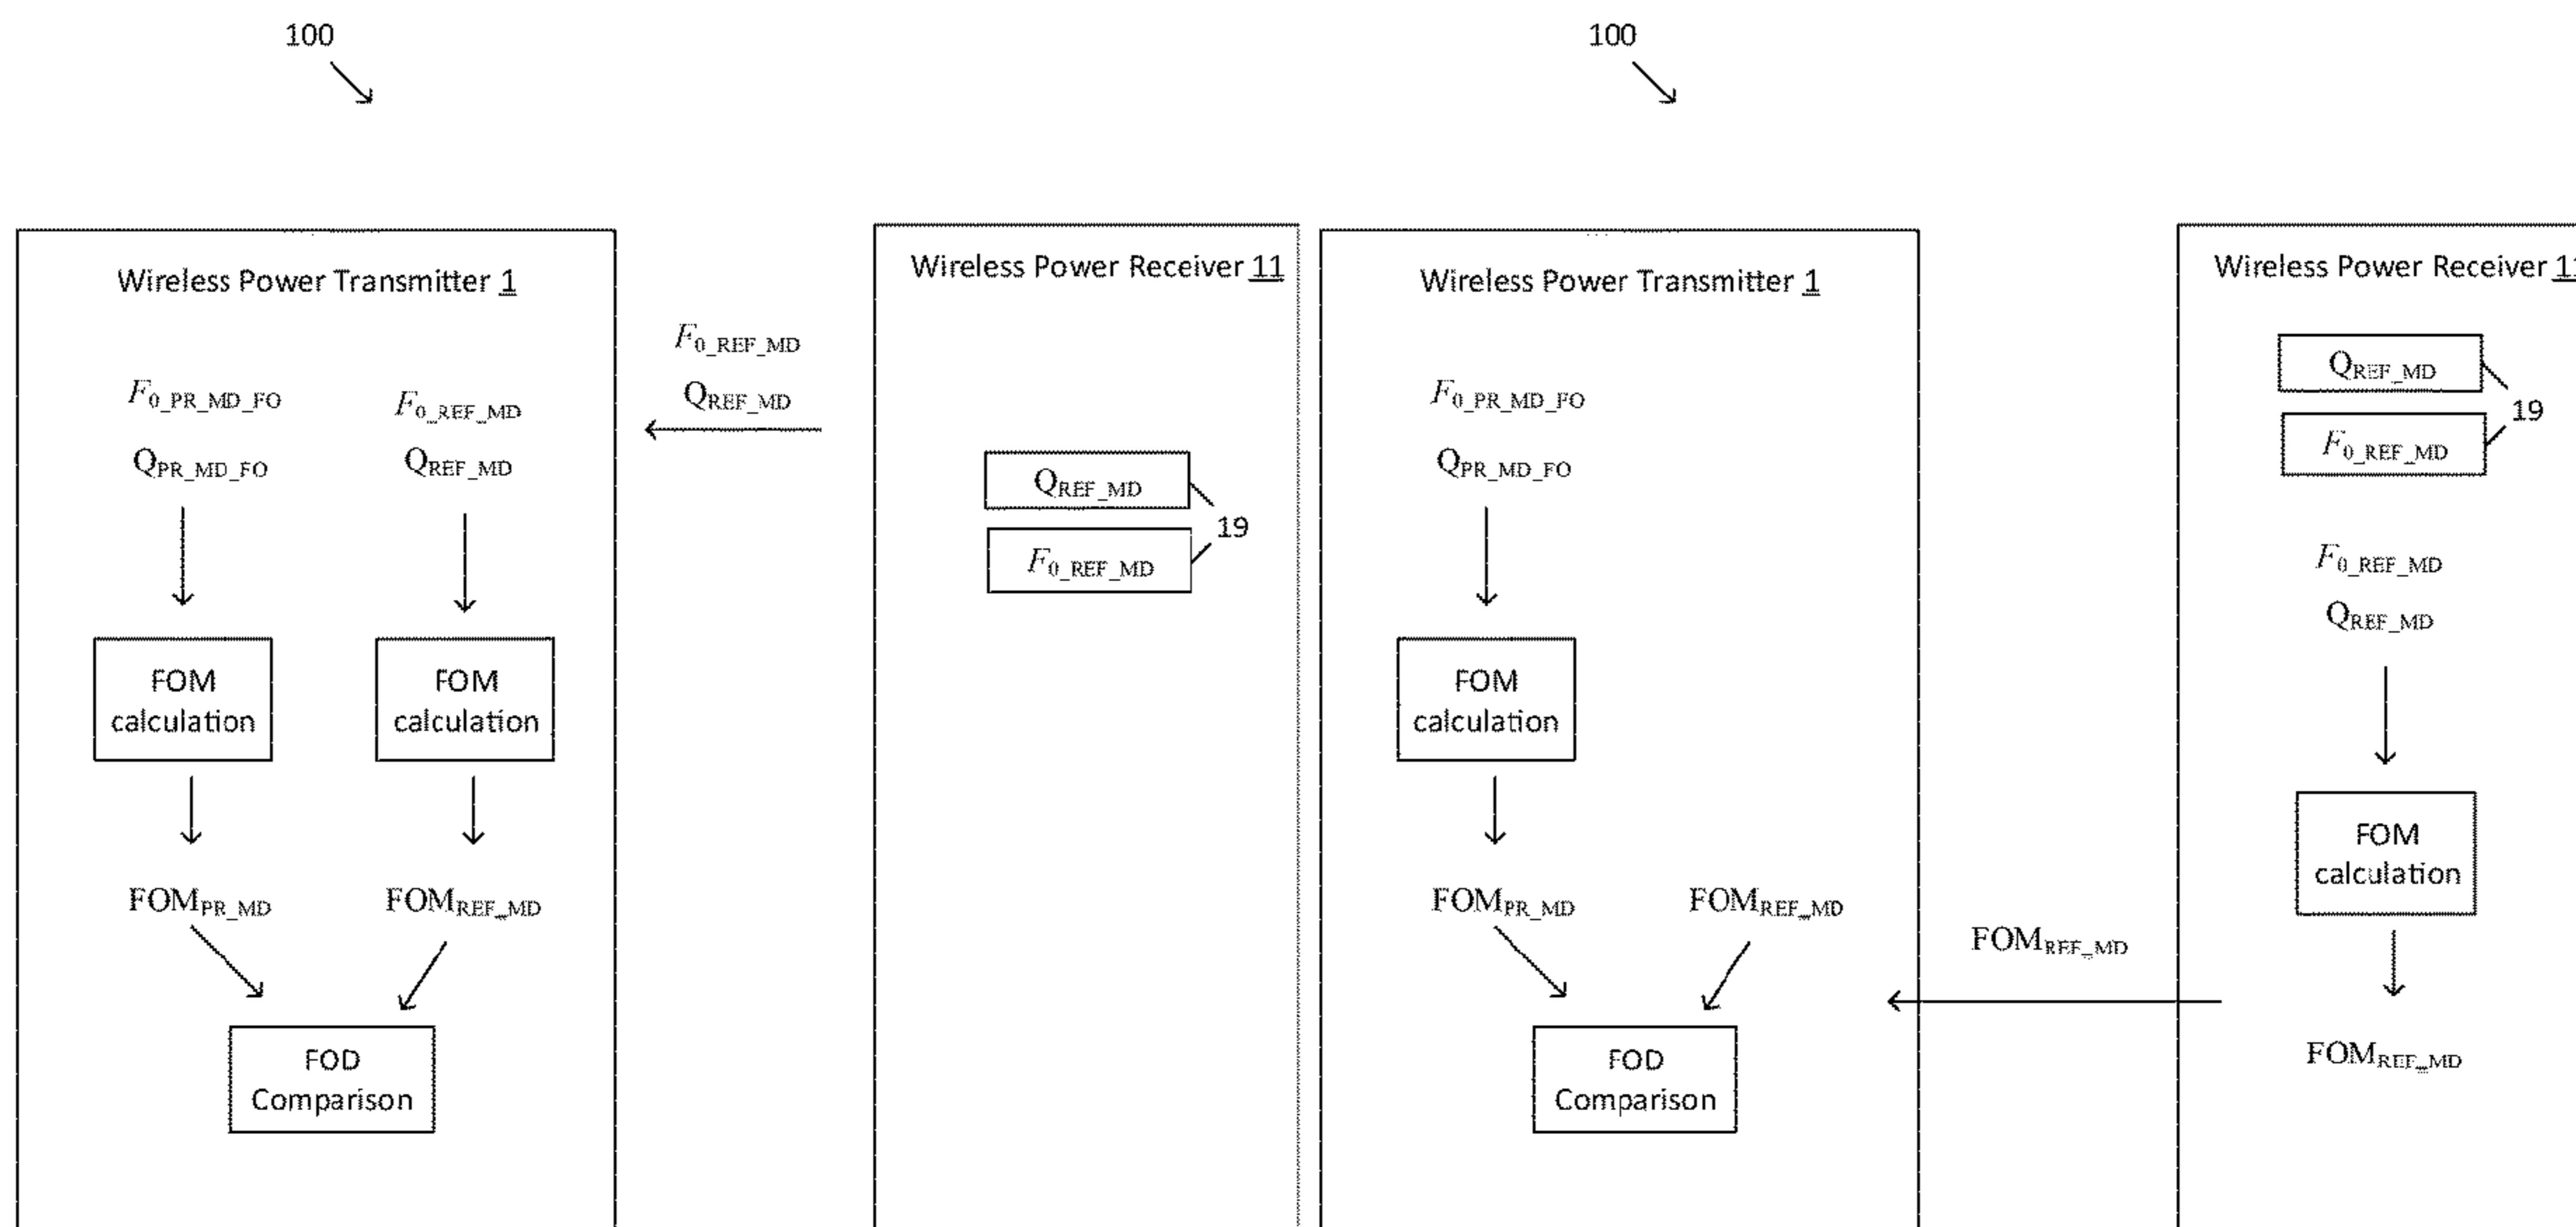 100
Wireless Power Transmitter 1
F0_PR_MD_FO
QPR_MD_FO
F0_REF_MD
QREF_MD
FOM
calculation
FOM
calculation
FOMPR_MD
FOMREF_MD
FOD
Comparison
F0_REF_MD
QREF_MD
Wireless Power Receiver 11
QREF_MD
F0_REF_MD
19
100
Wireless Power Transmitter 1
F0_PR_MD_FO
QPR_MD_FO
FOM
calculation
FOMPR_MD
FOMREF_MD
FOD
Comparison
FOMREF_MD
Wireless Power Receiver 11
QREF_MD
F0_REF_MD
19
F0_REF_MD
QREF_MD
FOM
calculation
FOMREF_MD